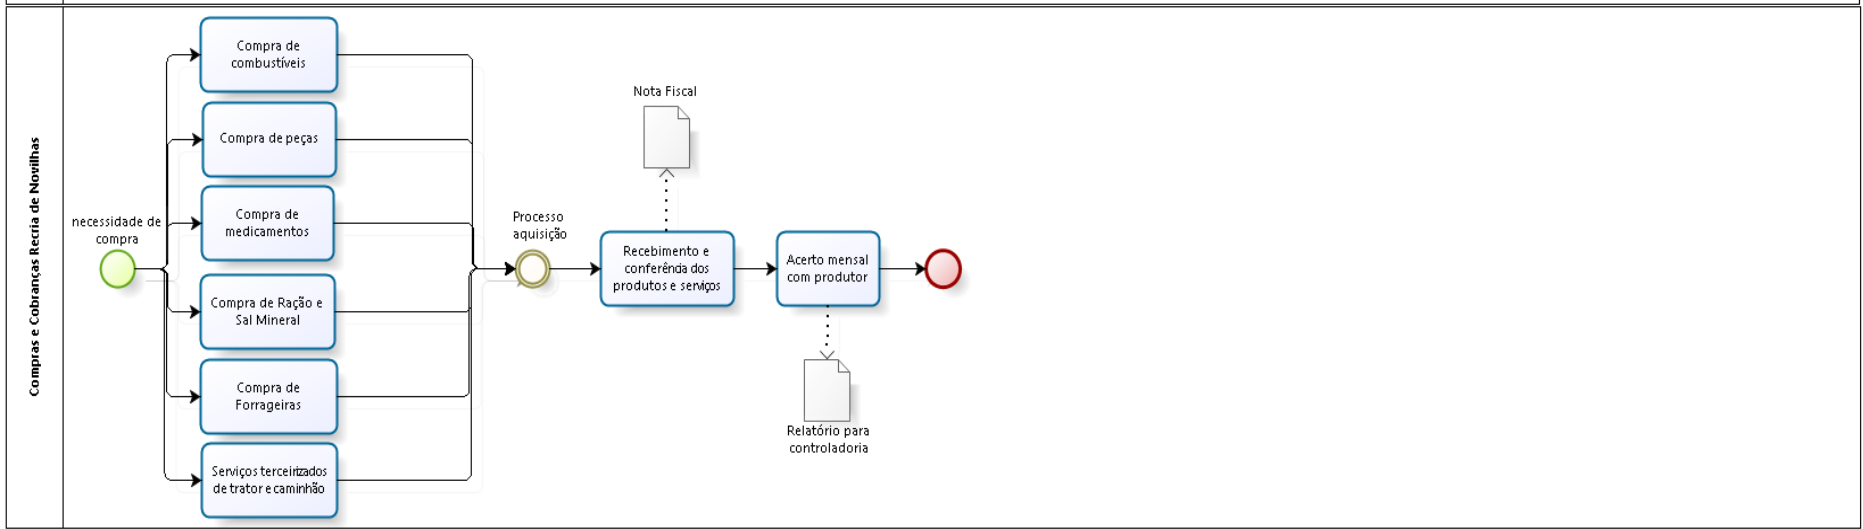 Compras e Cobranças Recria de Novilhas
necessidade de
compra
Compra de
combustíveis
Compra de peças
Compra de
medicamentos
Compra de Ração e
Sal Mineral
Compra de
Forrageiras
Serviços terceirizados
de trator e caminhão
Processo
aquisição
Nota Fiscal
Recebimento e
conferência dos
produtos e serviços
Acerto mensal
com produtor
Relatório para
controladoria